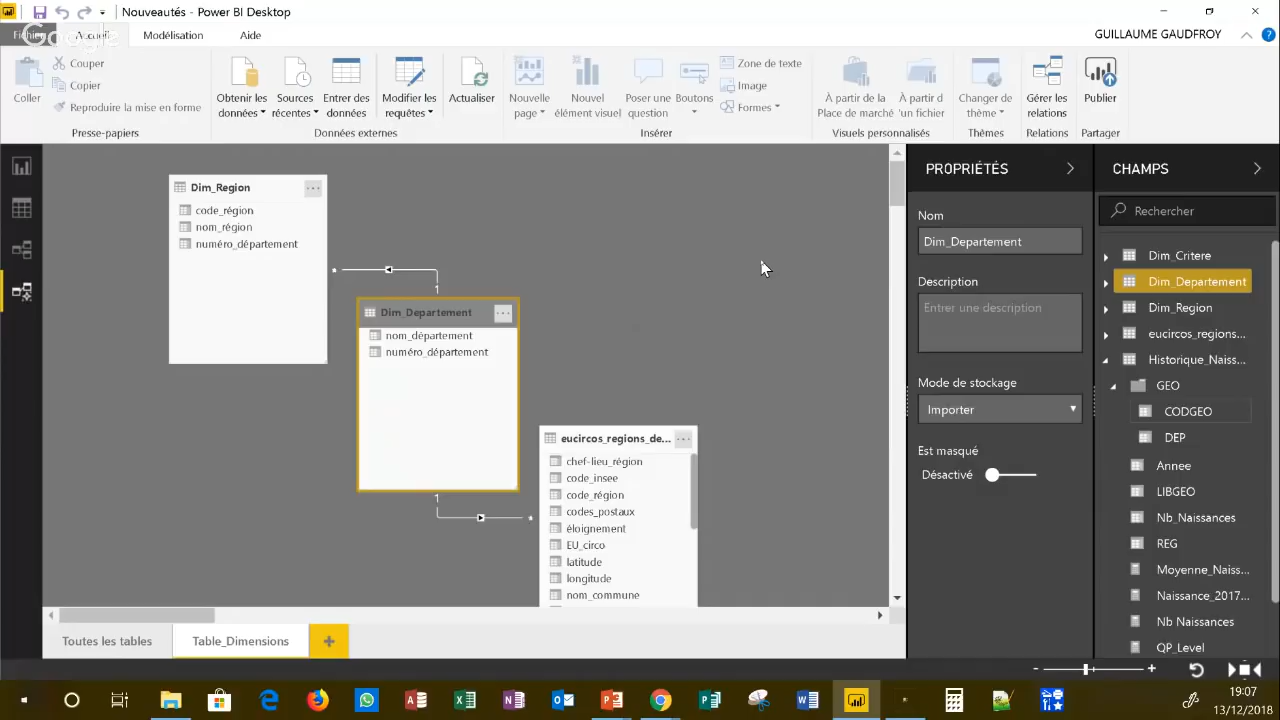 Nouveautés - Power BI Desktop
Fichier Accueil Modélisation Aide
Google
GUILLAUME GAUDFROY
Coller
Couper
Copier
Reproduire la mise en forme
Presse-papiers
Obtenir les données
Sources récentes
Entrer des données
Modifier les requêtes
Actualiser
Données externes
Nouvelle page
Nouvel élément visuel
Poser une question
Boutons
Zone de texte
Image
Formes
Insérer
À partir de la Place de marché
À partir d'un fichier
Visuels personnalisés
Changer de thème
Thèmes
Gérer les relations
Relations
Publier
Partager
Dim_Region
code_région
nom_région
numéro_département
*
1
Dim_Departement
nom_département
numéro_département
1
*
eucircos_regions_de...
chef-lieu_région
code_insee
code_région
codes_postaux
éloignement
EU_circo
latitude
longitude
nom_commune
PROPRIÉTÉS
Nom
Dim_Departement
Description
Entrer une description
Mode de stockage
Importer
Est masqué
Désactivé
CHAMPS
Rechercher
Dim_Critere
Dim_Departement
Dim_Region
eucircos_regions...
Historique_Naiss...
GEO
CODGEO
DEP
Annee
LIBGEO
Nb_Naissances
REG
Moyenne_Naiss...
Naissance_2017...
Nb Naissances
QP_Level
Toutes les tables
Table_Dimensions
+
19:07
13/12/2018